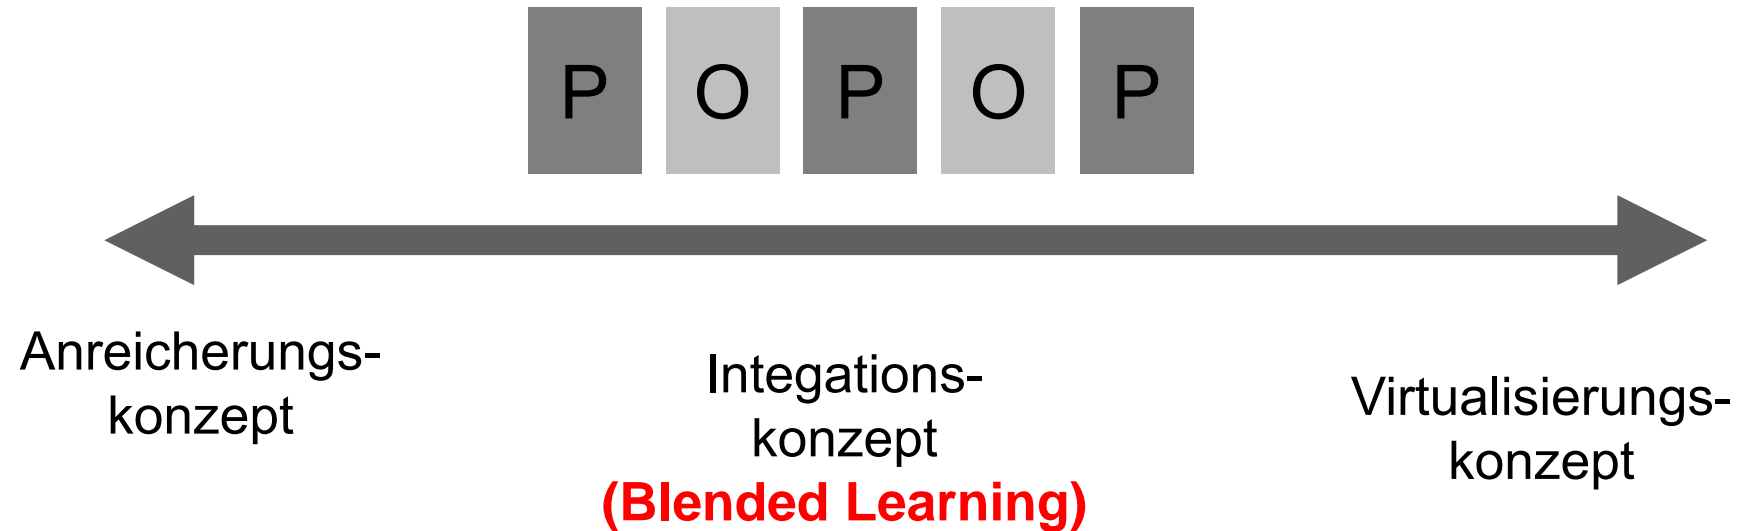 P O P O P
Anreicherungs-
konzept
Integations-
konzept
(Blended Learning)
Virtualisierungs-
konzept